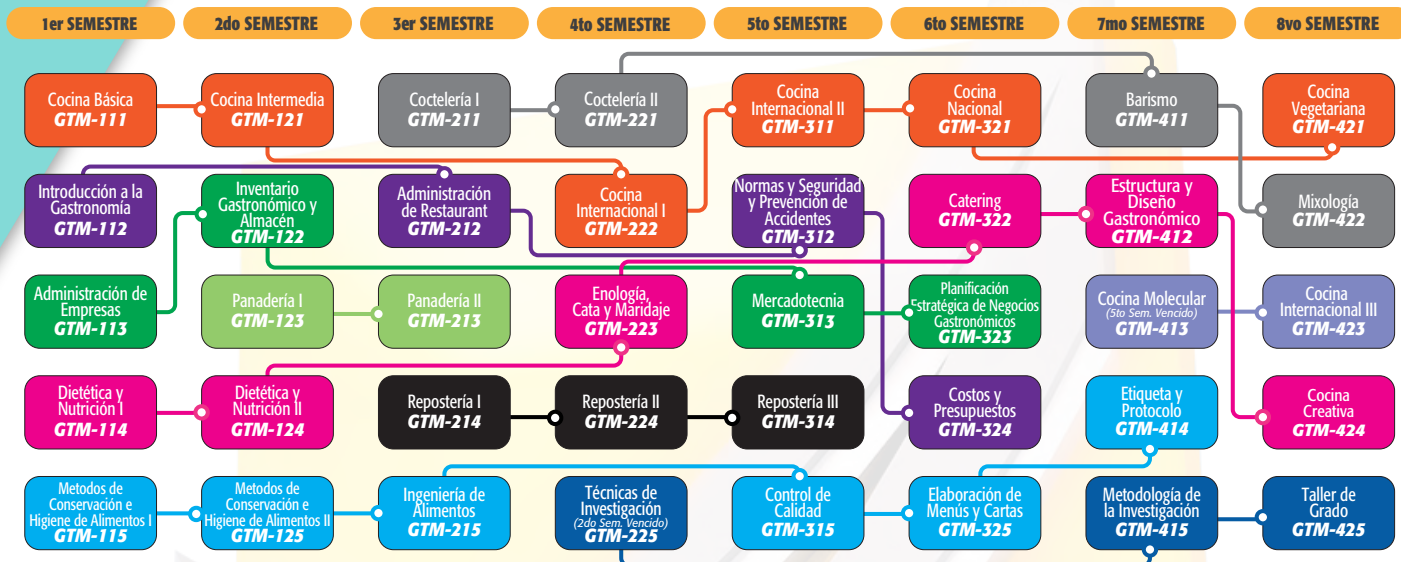 1er SEMESTRE
2do SEMESTRE
3er SEMESTRE
4to SEMESTRE
5to SEMESTRE
6to SEMESTRE
7mo SEMESTRE
8vo SEMESTRE
Cocina Básica
GTM-111
Cocina Intermedia
GTM-121
Coctelería I
GTM-211
Coctelería II
GTM-221
Cocina
Internacional II
GTM-311
Cocina
Nacional
GTM-321
Barismo
GTM-411
Cocina
Vegetariana
GTM-421
Introducción a la
Gastronomía
GTM-112
Inventario
Gastronómico y
Almacén
GTM-122
Administración
de Restaurant
GTM-212
Cocina
Internacional I
GTM-222
Normas y Seguridad
y Prevención de
Accidentes
GTM-312
Catering
GTM-322
Estructura y
Diseño
Gastronómico
GTM-412
Mixología
GTM-422
Administración de
Empresas
GTM-113
Panadería I
GTM-123
Panadería II
GTM-213
Enología,
Cata y Maridaje
GTM-223
Mercadotecnia
GTM-313
Planificación
Estratégica de Negocios
Gastronómicos
GTM-323
Cocina Molecular
(5to Sem. Vencido)
GTM-413
Cocina
Internacional III
GTM-423
Dietética y
Nutrición I
GTM-114
Dietética y
Nutrición II
GTM-124
Repostería I
GTM-214
Repostería II
GTM-224
Repostería III
GTM-314
Costos y
Presupuestos
GTM-324
Etiqueta y
Protocolo
GTM-414
Cocina
Creativa
GTM-424
Metodos de
Conservación e
Higiene de Alimentos I
GTM-115
Metodos de
Conservación e
Higiene de Alimentos II
GTM-125
Ingeniería de
Alimentos
GTM-215
Técnicas de
Investigación
(2do Sem. Vencido)
GTM-225
Control de
Calidad
GTM-315
Elaboración de
Menús y Cartas
GTM-325
Metodología de
la Investigación
GTM-415
Taller de
Grado
GTM-425